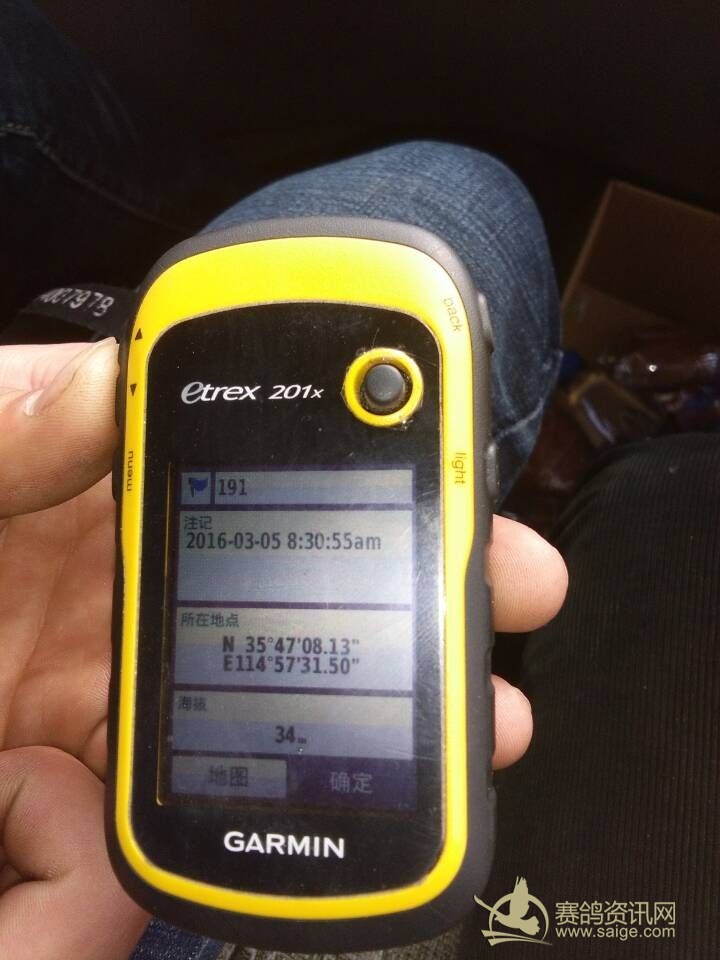 back
etrex 201x
menu
light
191
注记
2016-03-05 8:30:55am
所在地点
N 35°47'08.13"
E114°57'31.50"
海拔
34m
地图
确定
GARMIN
赛鸽资讯网
www.saige.com